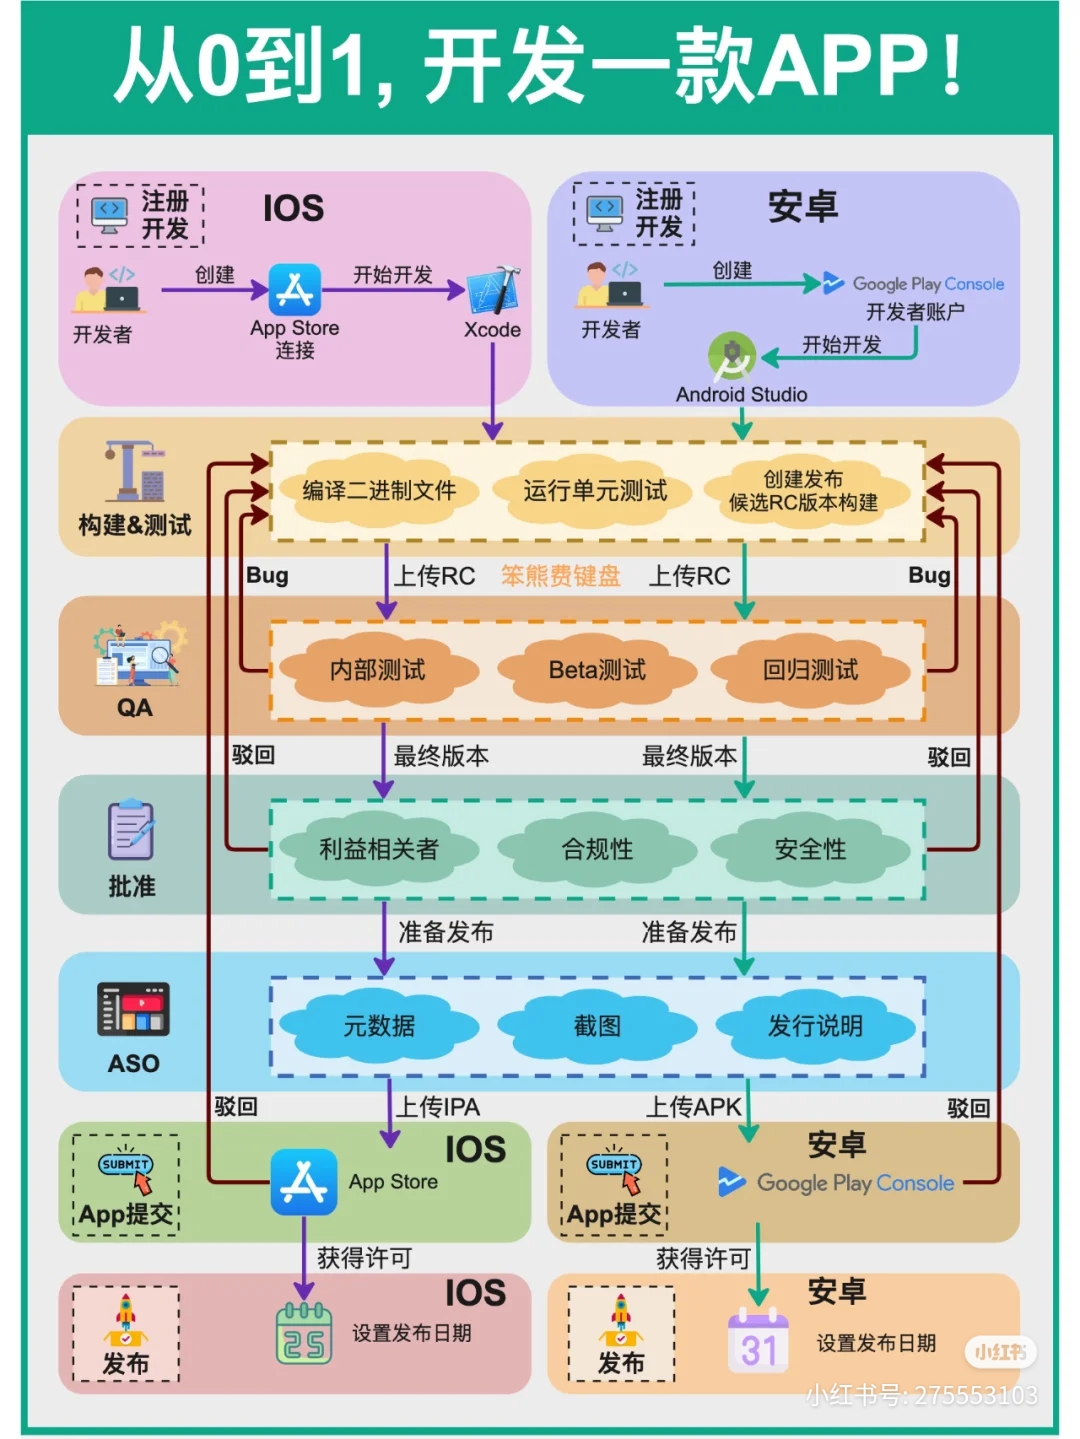 从0到1, 开发一款APP!
注册
开发
IOS
开发者
创建
App Store
连接
开始开发
Xcode
注册
开发
安卓
开发者
创建
Google Play Console
开发者账户
开始开发
Android Studio
构建&测试
编译二进制文件
运行单元测试
创建发布
候选RC版本构建
Bug
上传RC
笨熊费键盘
上传RC
Bug
QA
内部测试
Beta测试
回归测试
驳回
最终版本
最终版本
驳回
批准
利益相关者
合规性
安全性
准备发布
准备发布
ASO
元数据
截图
发行说明
驳回
上传IPA
上传APK
驳回
SUBMIT
App提交
IOS
App Store
SUBMIT
App提交
安卓
Google Play Console
获得许可
获得许可
发布
IOS
25
设置发布日期
发布
安卓
31
设置发布日期
小红书
小红书号: 275553103